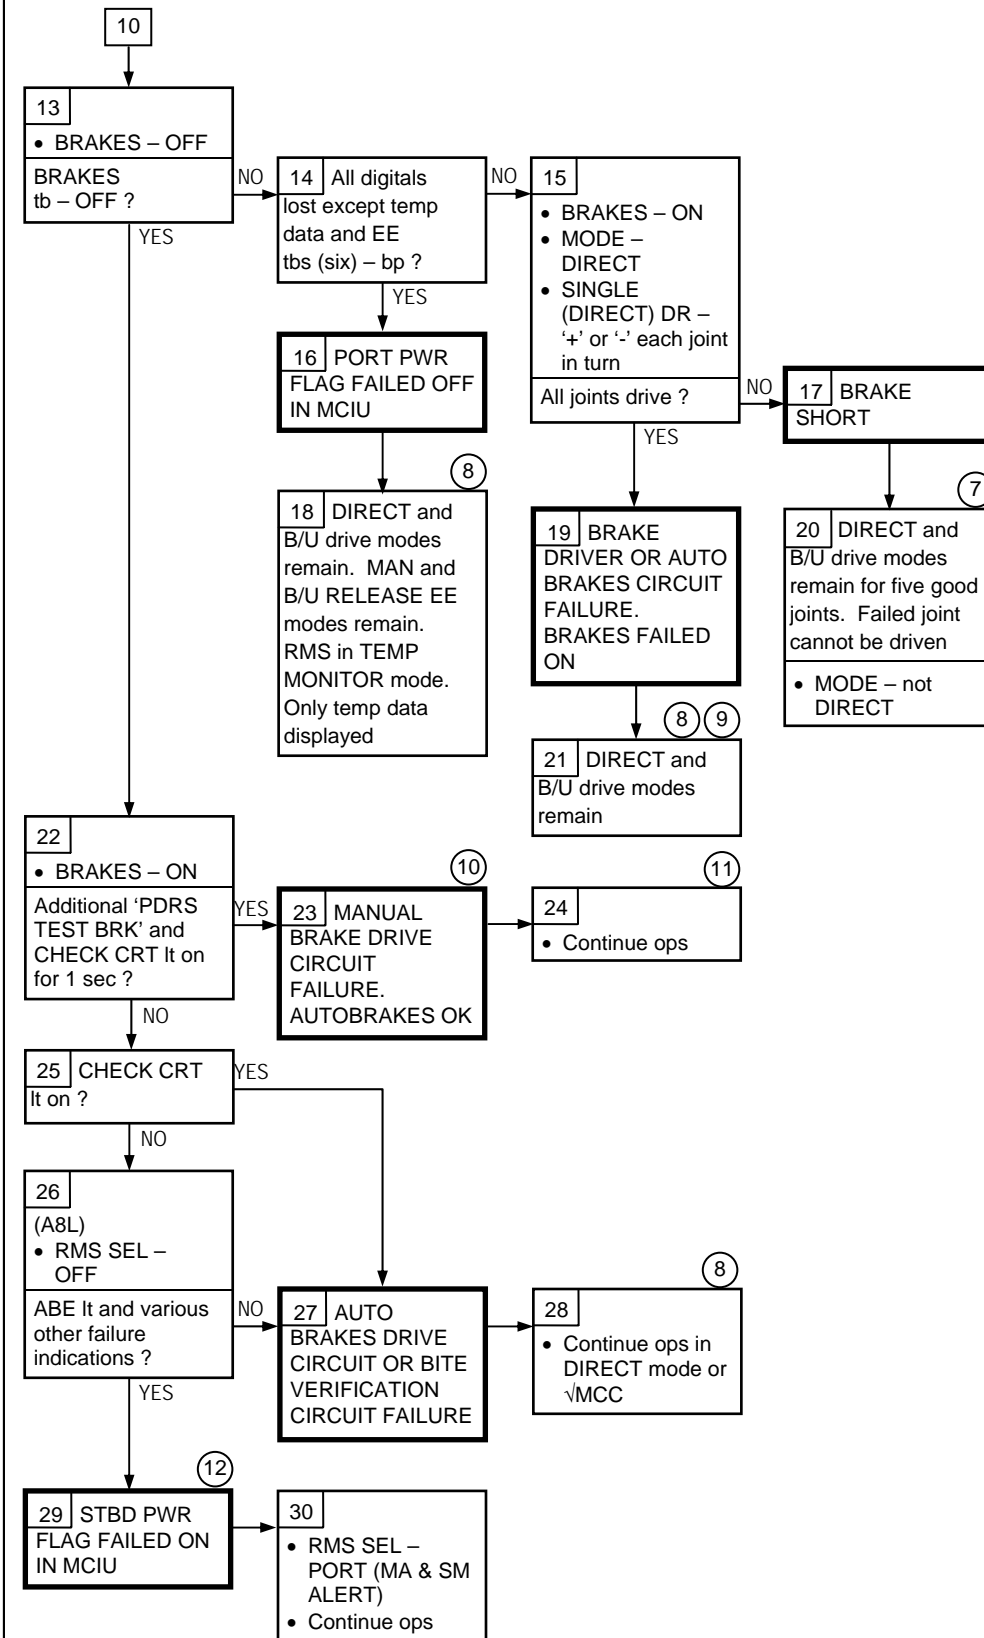 10
13
• BRAKES – OFF
BRAKES
tb – OFF ?
NO
YES
14 All digitals
lost except temp
data and EE
tbs (six) – bp ?
NO
YES
15
• BRAKES – ON
• MODE –
DIRECT
• SINGLE
(DIRECT) DR –
‘+’ or ‘-’ each joint
in turn
All joints drive ?
NO
YES
16 PORT PWR
FLAG FAILED OFF
IN MCIU
17 BRAKE
SHORT
8
18 DIRECT and
B/U drive modes
remain. MAN and
B/U RELEASE EE
modes remain.
RMS in TEMP
MONITOR mode.
Only temp data
displayed
19 BRAKE
DRIVER OR AUTO
BRAKES CIRCUIT
FAILURE.
BRAKES FAILED
ON
7
20 DIRECT and
B/U drive modes
remain for five good
joints. Failed joint
cannot be driven
• MODE – not
DIRECT
8 9
21 DIRECT and
B/U drive modes
remain
22
• BRAKES – ON
Additional ‘PDRS
TEST BRK’ and
CHECK CRT lt on
for 1 sec ?
YES
NO
10
23 MANUAL
BRAKE DRIVE
CIRCUIT
FAILURE.
AUTOBRAKES OK
11
24
• Continue ops
25 CHECK CRT
lt on ?
YES
NO
26
(A8L)
• RMS SEL –
OFF
ABE lt and various
other failure
indications ?
NO
YES
27 AUTO
BRAKES DRIVE
CIRCUIT OR BITE
VERIFICATION
CIRCUIT FAILURE
8
28
• Continue ops in
DIRECT mode or
√MCC
12
29 STBD PWR
FLAG FAILED ON
IN MCIU
30
• RMS SEL –
PORT (MA & SM
ALERT)
• Continue ops